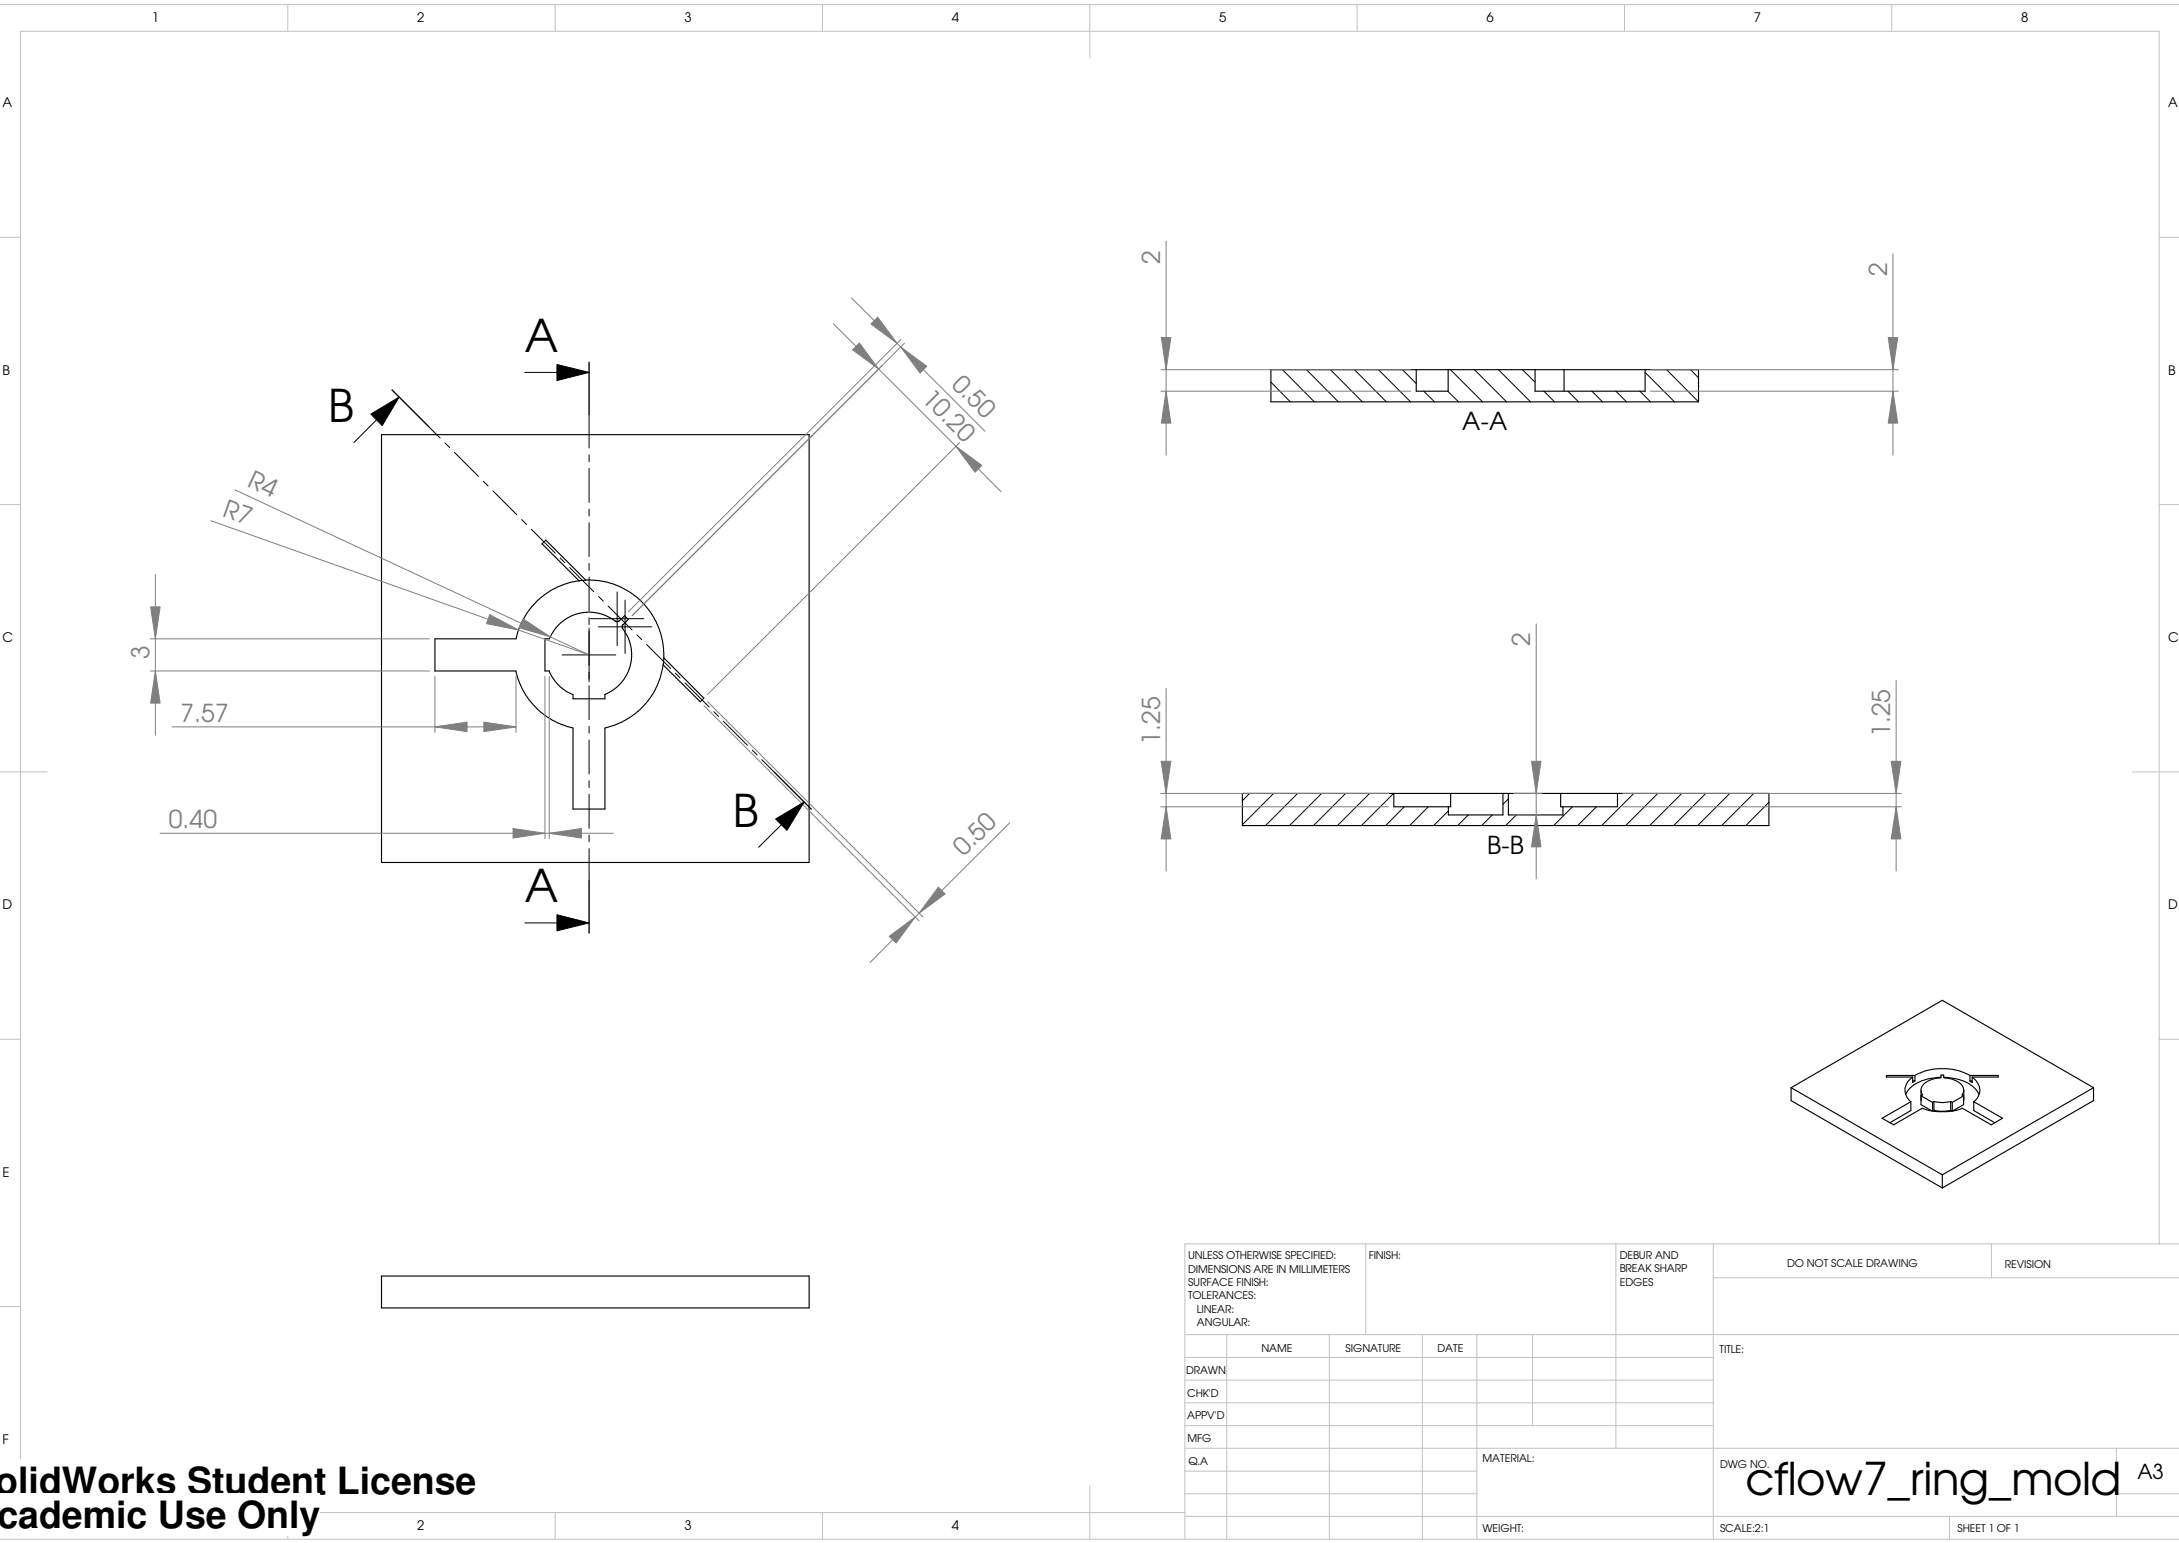 1 2 3 4 5 6 7 8
A A
2 2
A
B B
B
0.50
10.20
A-A
R4
R7
C C
3
2
7.57
1.25 1.25
0.40
B
0.50
B-B
A
D D
E E
UNLESS OTHERWISE SPECIFIED:
DIMENSIONS ARE IN MILLIMETERS
SURFACE FINISH:
TOLERANCES:
LINEAR:
ANGULAR:
FINISH:
DEBUR AND
BREAK SHARP
EDGES
DO NOT SCALE DRAWING
REVISION
NAME SIGNATURE DATE
TITLE:
DRAWN
CHK'D
APPV'D
MFG
Q.A
F
MATERIAL:
DWG NO.
cflow7_ring_mold
A3
WEIGHT:
SCALE:2:1
SHEET 1 OF 1
olidWorks Student License
cademic Use Only
2 3 4